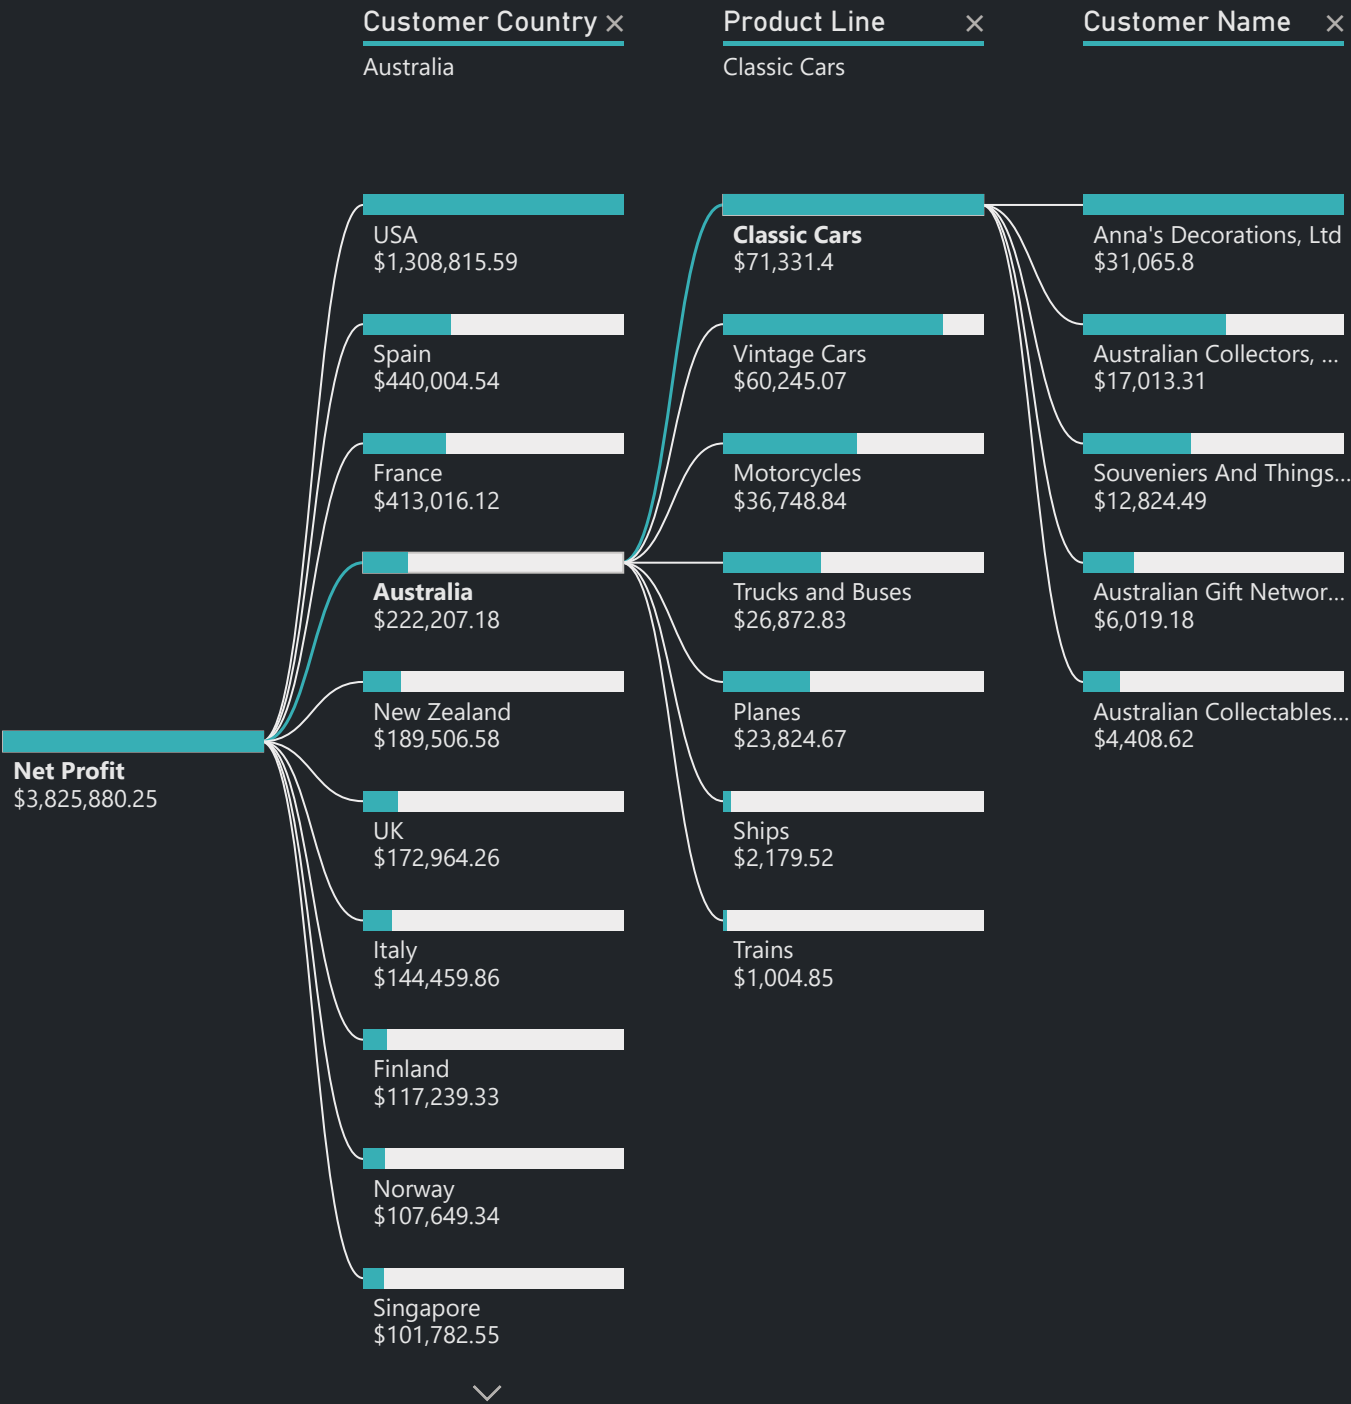 Customer Country
Australia
Product Line
Classic Cars
Customer Name
Net Profit
$3,825,880.25
USA
$1,308,815.59
Spain
$440,004.54
France
$413,016.12
Australia
$222,207.18
New Zealand
$189,506.58
UK
$172,964.26
Italy
$144,459.86
Finland
$117,239.33
Norway
$107,649.34
Singapore
$101,782.55
Classic Cars
$71,331.4
Vintage Cars
$60,245.07
Motorcycles
$36,748.84
Trucks and Buses
$26,872.83
Planes
$23,824.67
Ships
$2,179.52
Trains
$1,004.85
Anna's Decorations, Ltd
$31,065.8
Australian Collectors, ...
$17,013.31
Souveniers And Things...
$12,824.49
Australian Gift Networ...
$6,019.18
Australian Collectables...
$4,408.62